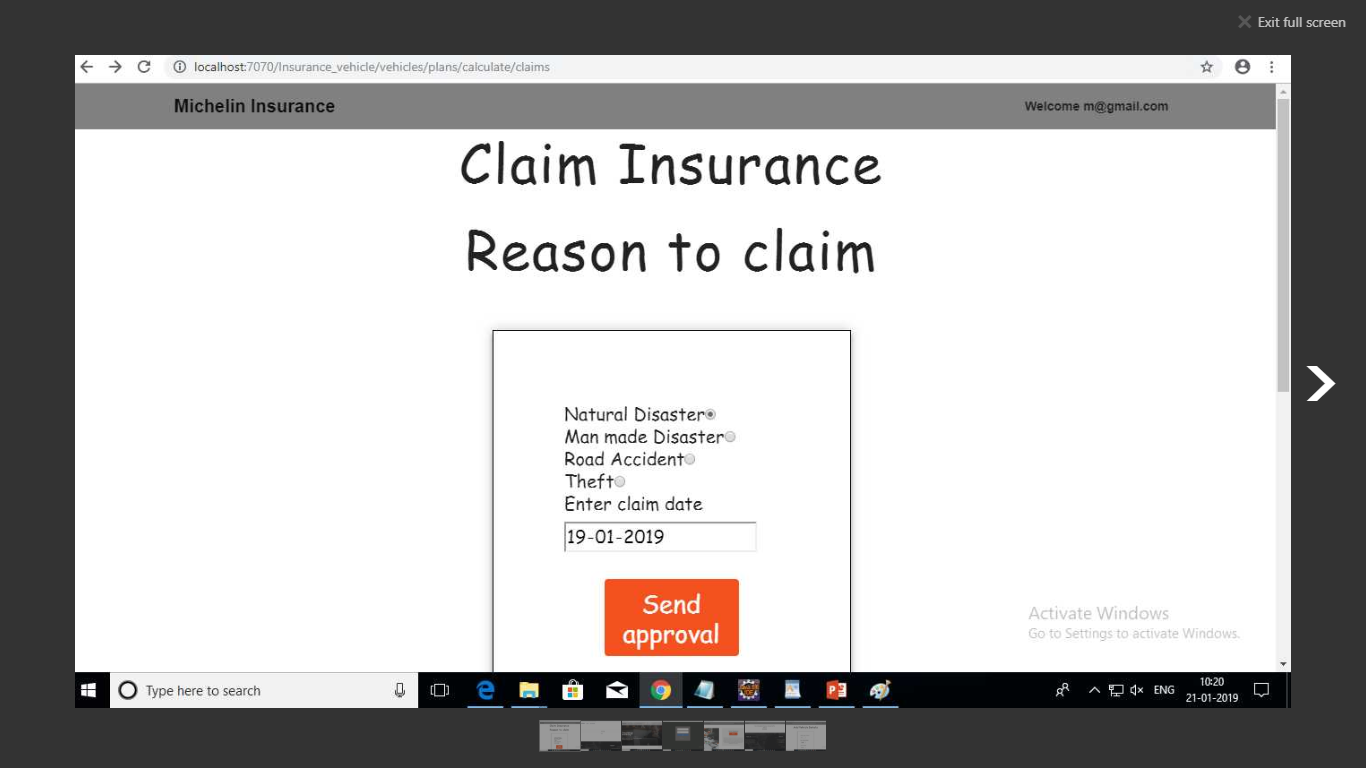 Exit full screen
localhost:7070/Insurance_vehicle/vehicles/plans/calculate/claims
Michelin Insurance
Welcome m@gmail.com
Claim Insurance
Reason to claim
Natural Disaster
Man made Disaster
Road Accident
Theft
Enter claim date
19-01-2019
Send
approval
Activate Windows
Go to Settings to activate Windows.
Type here to search
ENG
10:20
21-01-2019